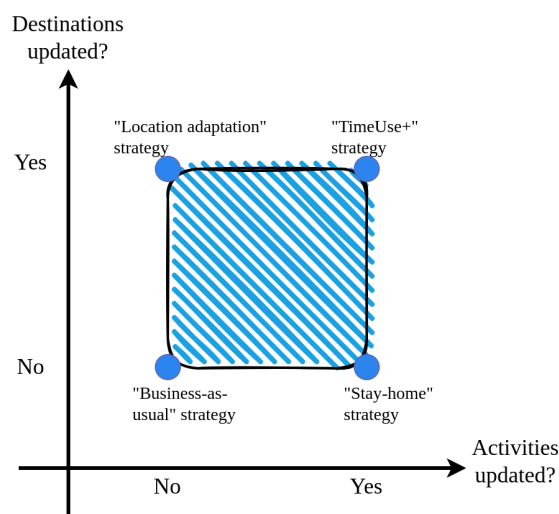 Destinations
updated?
"Location adaptation"
strategy
"TimeUse+"
strategy
Yes
No
"Business-as-
usual" strategy
"Stay-home"
strategy
Activities
updated?
No
Yes